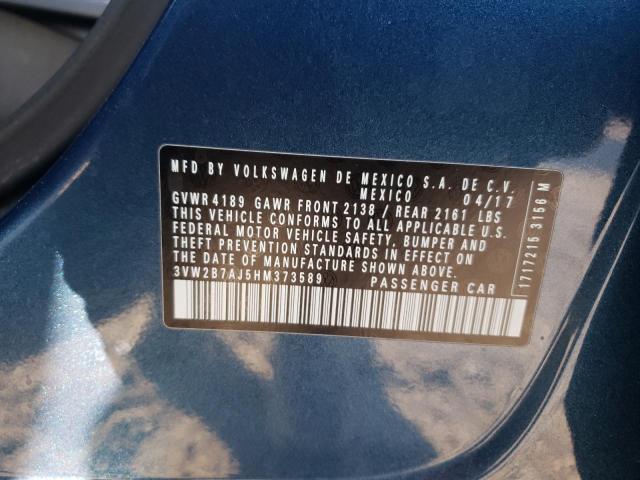 MFD BY VOLKSWAGEN DE MEXICO S.A. DE C.V.
MEXICO 04/17
GVWR 4189 GAWR FRONT 2138 / REAR 2161 LBS
THIS VEHICLE CONFORMS TO ALL APPLICABLE U.S.
FEDERAL MOTOR VEHICLE SAFETY, BUMPER AND
THEFT PREVENTION STANDARDS IN EFFECT ON
THE DATE OF MANUFACTURE SHOWN ABOVE.
3VW2B7AJ5HM373589 PASSENGER CAR
1717215 3156 M